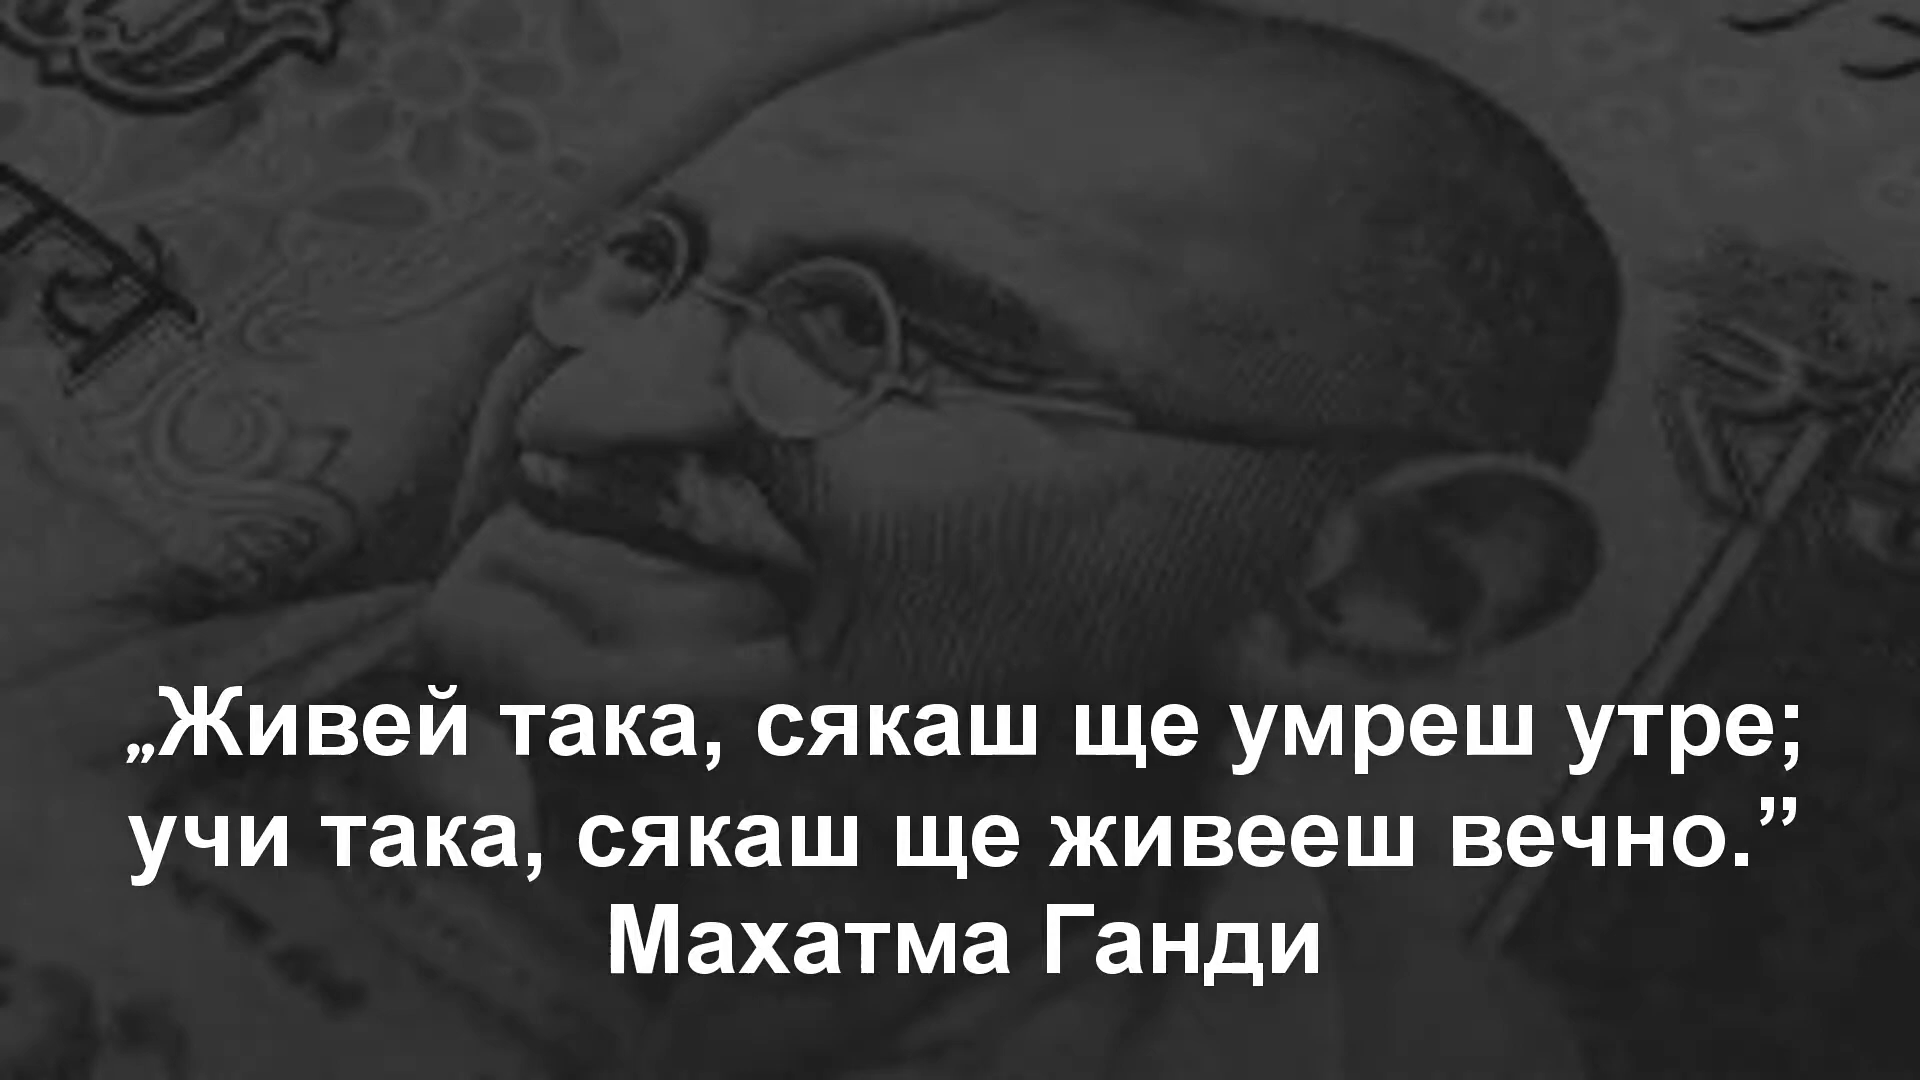 „Живей така, сякаш ще умреш утре;
учи така, сякаш ще живееш вечно.”
Махатма Ганди